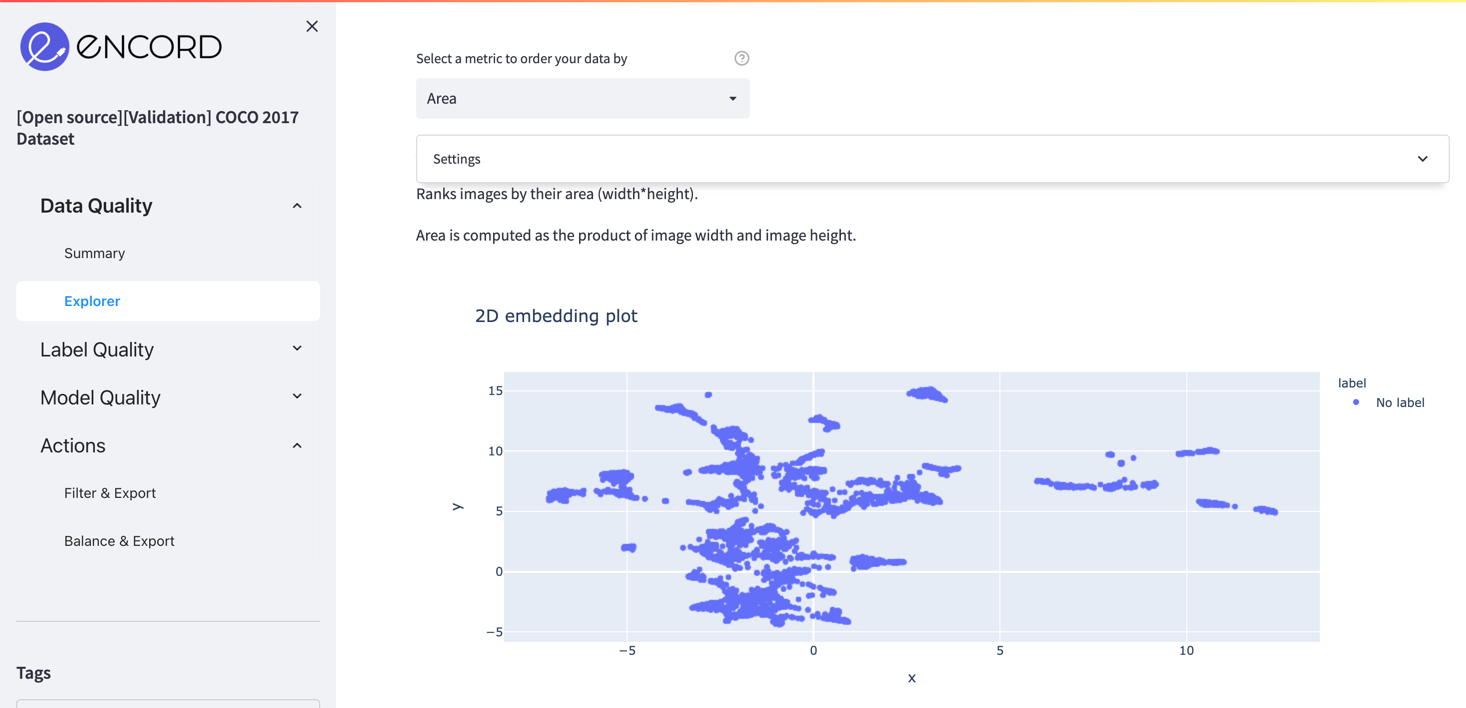 ENCORD
[Open source][Validation] COCO 2017
Dataset
Data Quality
Summary
Explorer
Label Quality
Model Quality
Actions
Filter & Export
Balance & Export
Tags
Select a metric to order your data by
?
Area
Settings
Ranks images by their area (width*height).
Area is computed as the product of image width and image height.
2D embedding plot
15
10
5
0
−5
y
−5
0
5
10
x
label
No label